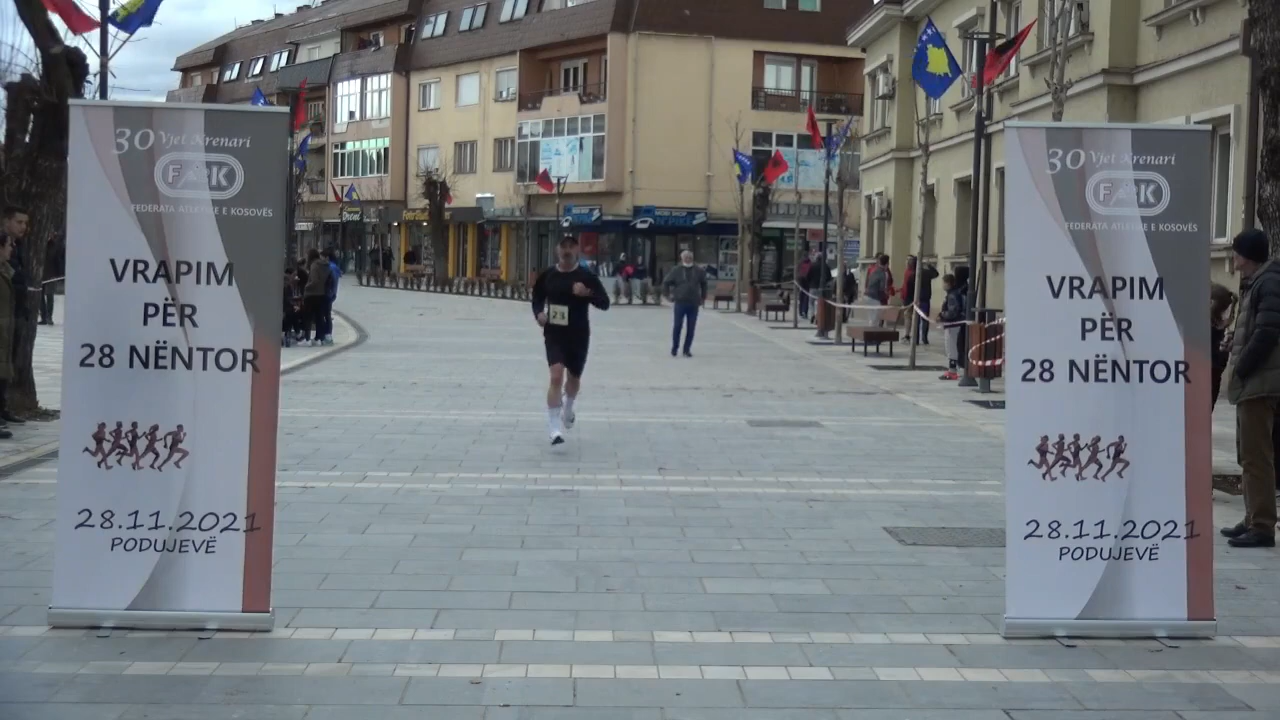 30 Vjet Krenari
FAK
FEDERATA ATLETIKE E KOSOVËS
VRAPIM
PËR
28 NËNTOR
28.11.2021
PODUJEVË
30 Vjet Krenari
FAK
FEDERATA ATLETIKE E KOSOVËS
VRAPIM
PËR
28 NËNTOR
28.11.2021
PODUJEVË
23